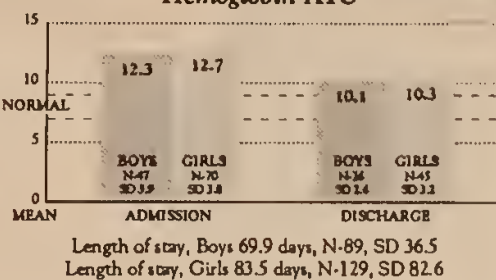 Hemoglobin A1C
15
12.3 12.7
10
10.1 10.3
NORMAL
5
BOYS GIRLS BOYS GIRLS
N-47 N-70 N-36 N-45
SD 3.9 SD 3.8 SD 2.4 SD 3.2
0
MEAN ADMISSION DISCHARGE
Length of stay, Boys 69.9 days, N-89, SD 36.5
Length of stay, Girls 83.5 days, N-129, SD 82.6